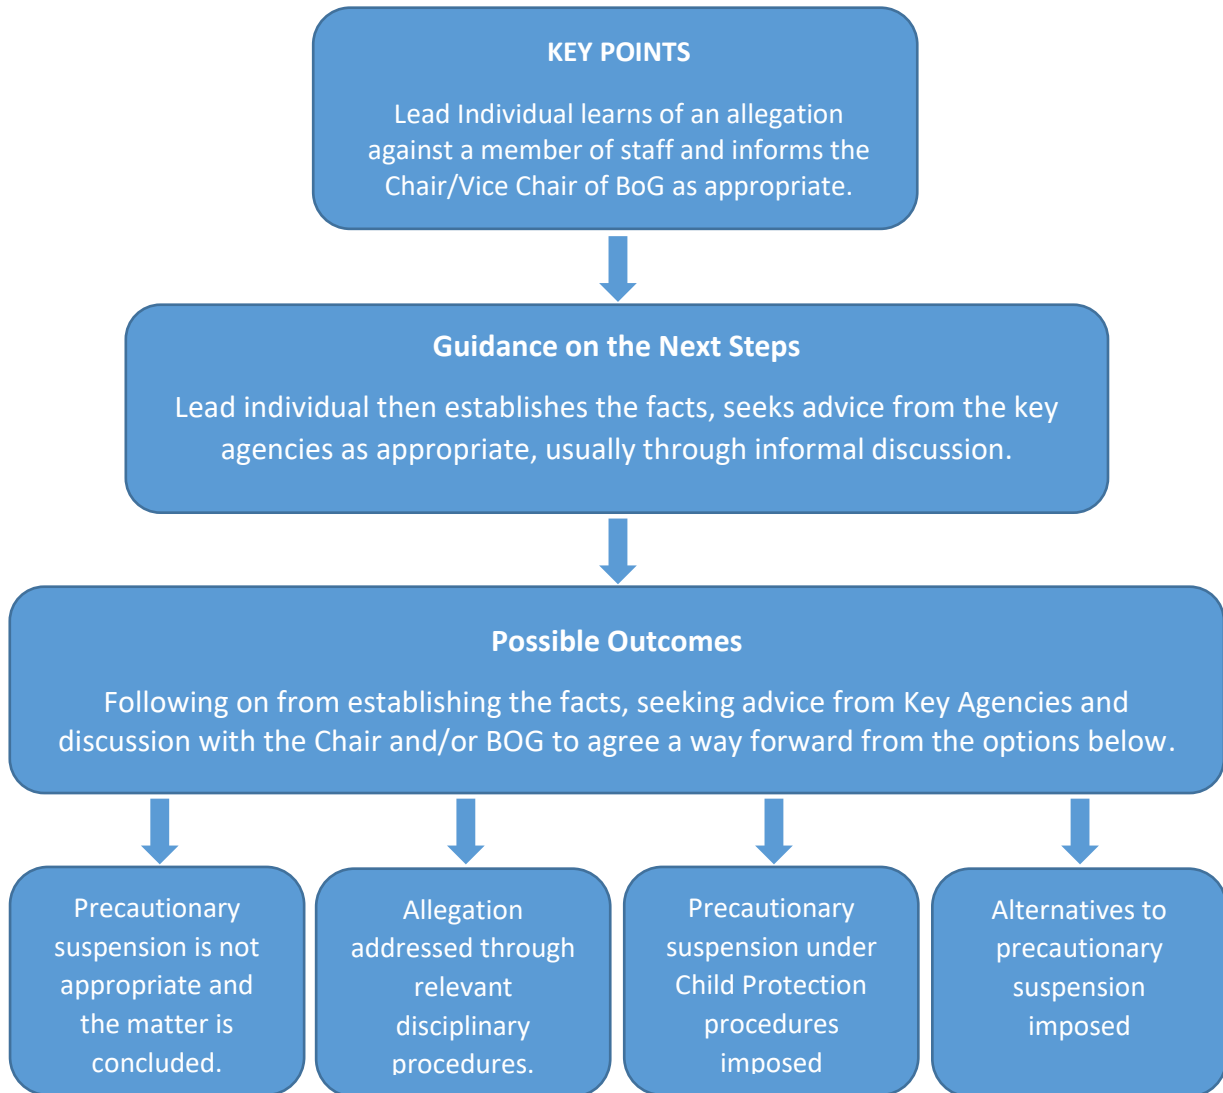 KEY POINTS
Lead Individual learns of an allegation
against a member of staff and informs the
Chair/Vice Chair of BoG as appropriate.
Guidance on the Next Steps
Lead individual then establishes the facts, seeks advice from the key
agencies as appropriate, usually through informal discussion.
Possible Outcomes
Following on from establishing the facts, seeking advice from Key Agencies and
discussion with the Chair and/or BOG to agree a way forward from the options below.
Precautionary
suspension is not
appropriate and
the matter is
concluded.
Allegation
addressed through
relevant
disciplinary
procedures.
Precautionary
suspension under
Child Protection
procedures
imposed
Alternatives to
precautionary
suspension
imposed